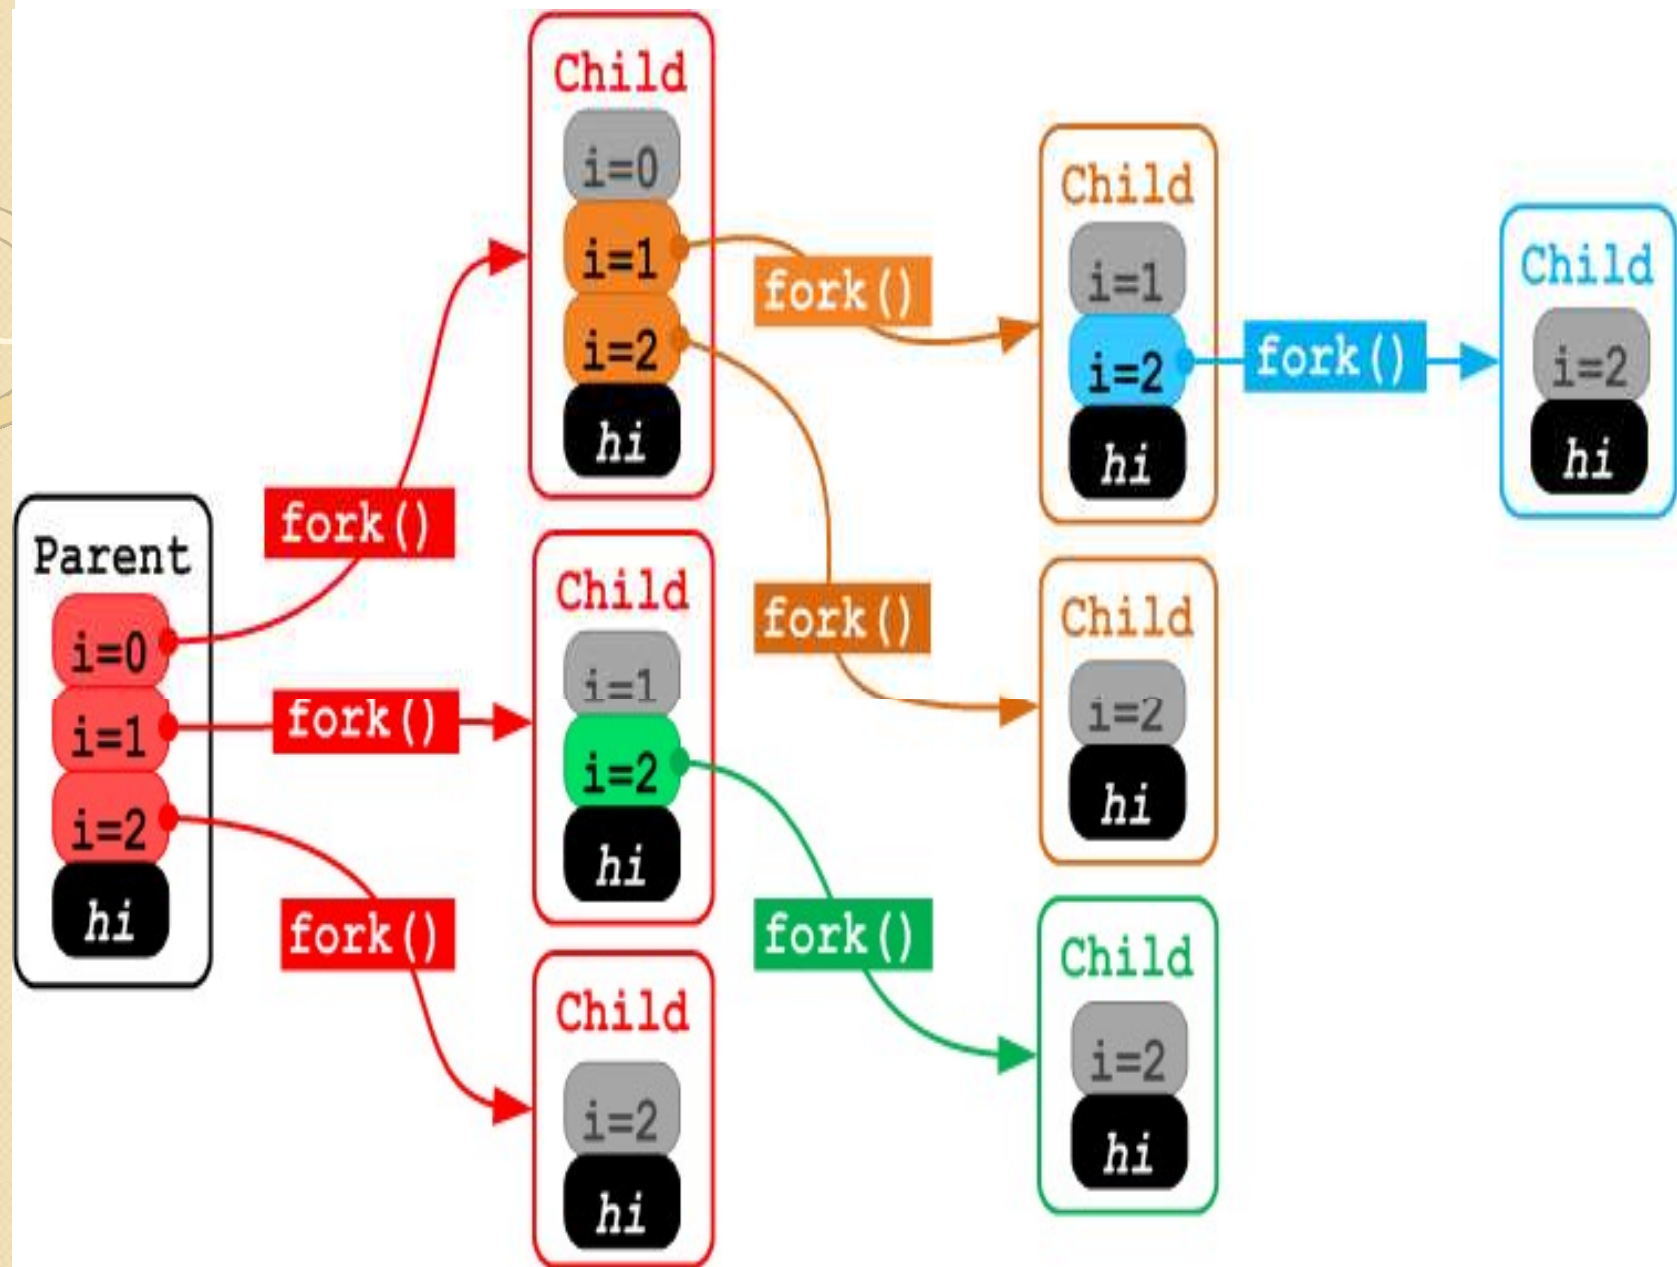 Parent
i=0
i=1
i=2
hi
fork()
fork()
fork()
Child
i=0
i=1
i=2
hi
Child
i=1
i=2
hi
Child
i=2
hi
fork()
fork()
fork()
Child
i=1
i=2
hi
Child
i=2
hi
Child
i=2
hi
fork()
Child
i=2
hi